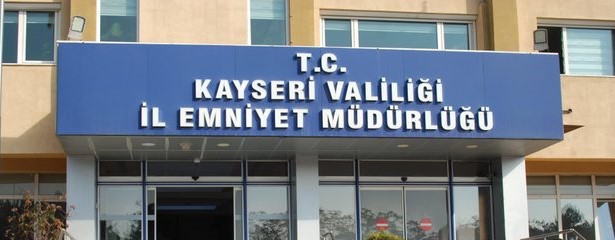 T.C.
KAYSERİ VALİLİĞİ
İL EMNİYET MÜDÜRLÜĞÜ